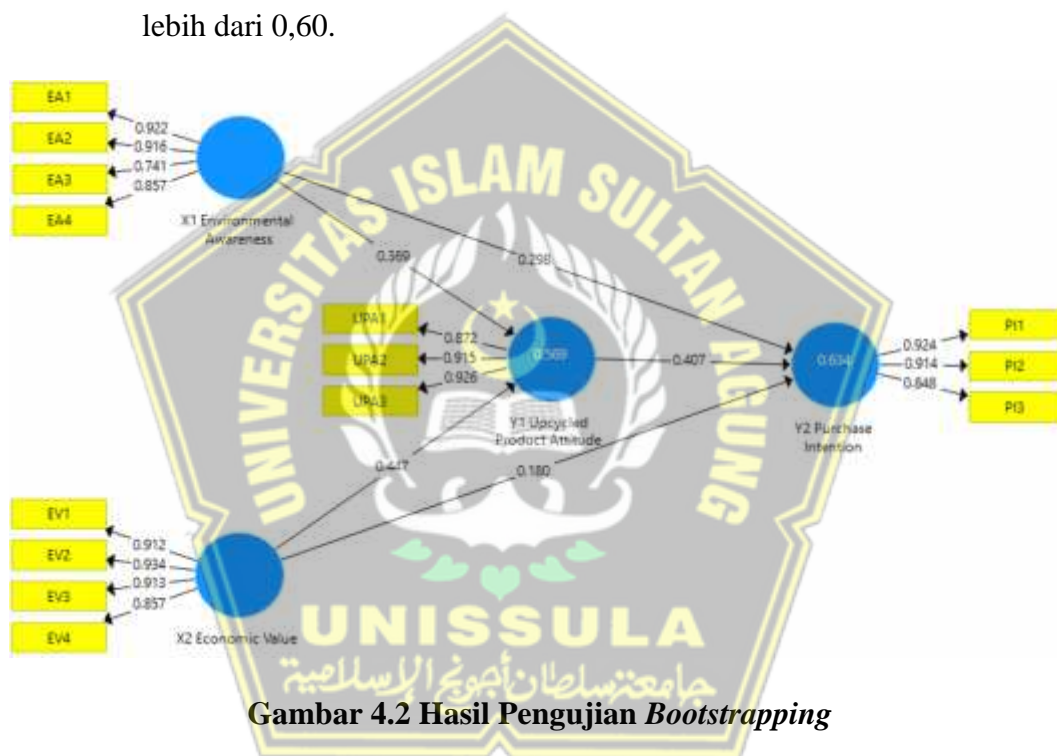 lebih dari 0,60.
EA1
EA2
EA3
EA4
0.922
0.916
0.741
0.857
X1 Environmental
Awareness
0.369
0.298
UPA1
UPA2
UPA3
0.872
0.915
0.926
0.569
Y1 Upcycled
Product Attitude
0.407
0.634
Y2 Purchase
Intention
0.924
0.914
0.848
PI1
PI2
PI3
0.447
0.180
EV1
EV2
EV3
EV4
0.912
0.934
0.913
0.857
X2 Economic Value
UNIVERSITAS ISLAM SULTAN AGUNG
UNISSULA
جامعتنسلطان أجونج الإسلامية
Gambar 4.2 Hasil Pengujian Bootstrapping